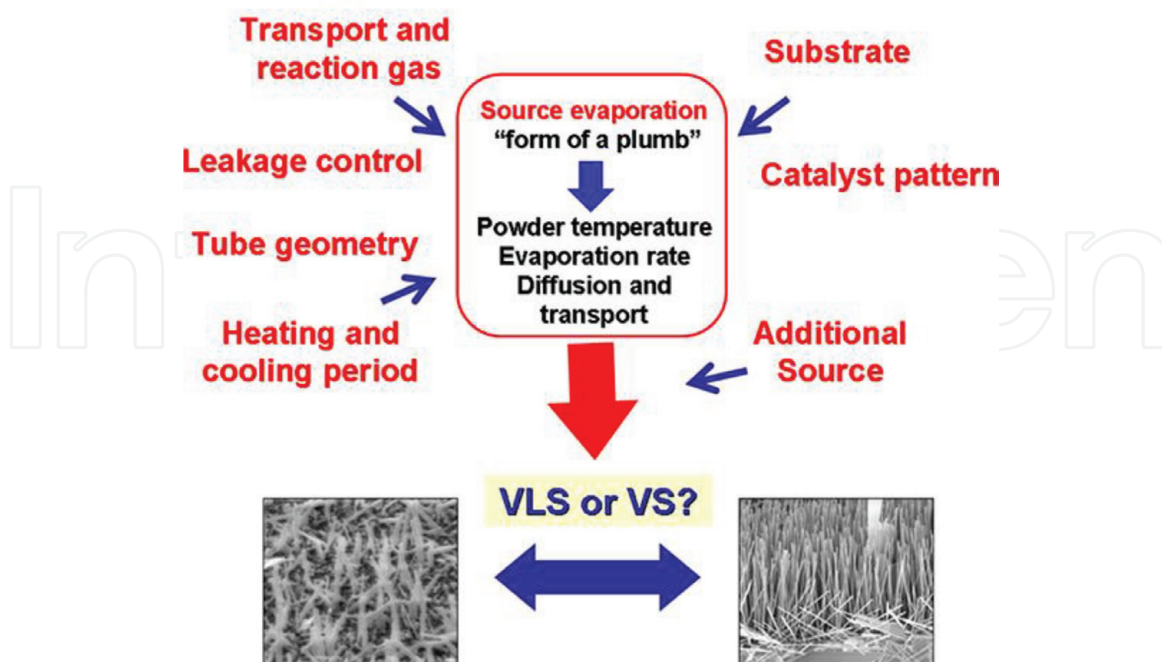 Transport and
reaction gas
Leakage control
Tube geometry
Heating and
cooling period
Source evaporation
“form of a plumb”
Powder temperature
Evaporation rate
Diffusion and
transport
Substrate
Catalyst pattern
Additional
Source
VLS or VS?